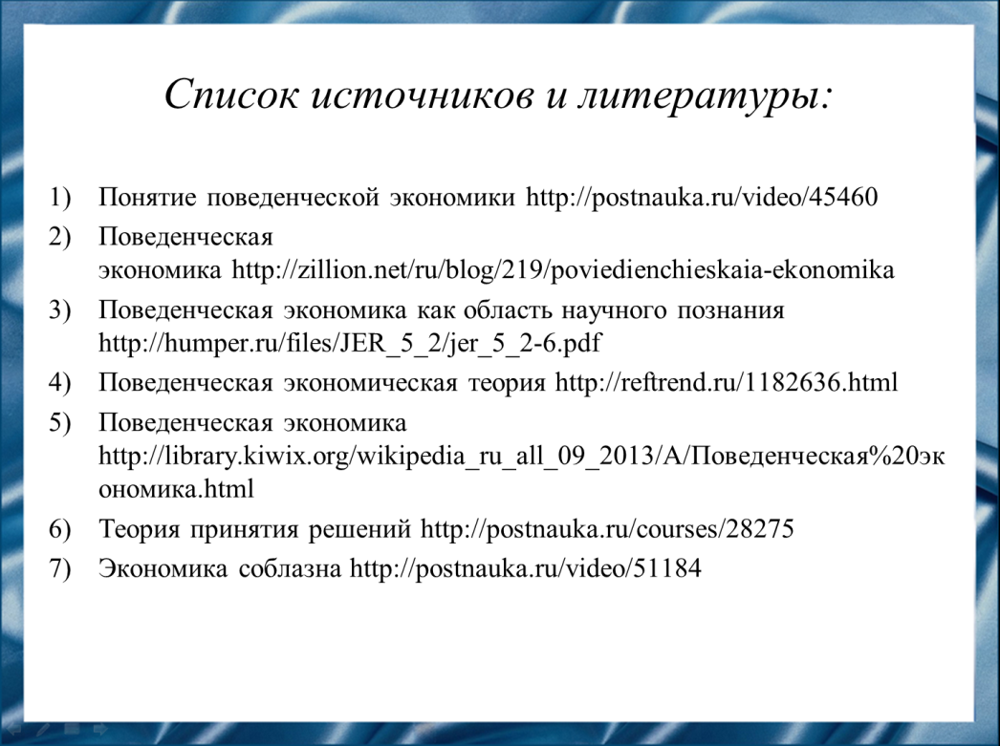 Список источников и литературы:
1) Понятие поведенческой экономики http://postnauka.ru/video/45460
2) Поведенческая
экономика http://zillion.net/ru/blog/219/poviedienchieskaia-ekonomika
3) Поведенческая экономика как область научного познания
http://humper.ru/files/JER_5_2/jer_5_2-6.pdf
4) Поведенческая экономическая теория http://reftrend.ru/1182636.html
5) Поведенческая экономика
http://library.kiwix.org/wikipedia_ru_all_09_2013/A/Поведенческая%20эк
ономика.html
6) Теория принятия решений http://postnauka.ru/courses/28275
7) Экономика соблазна http://postnauka.ru/video/51184